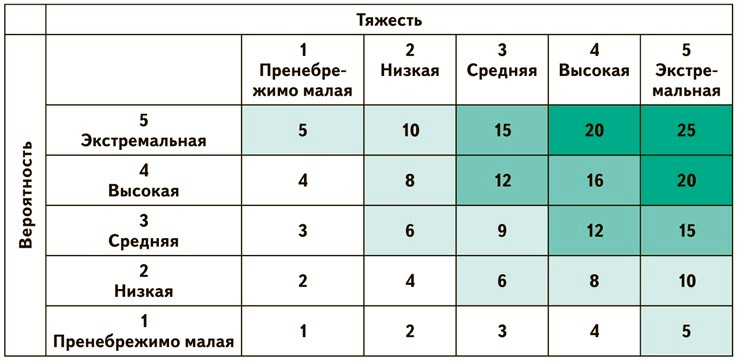 Тяжесть
Вероятность
1 2 3 4 5
Пренебре- Низкая Средняя Высокая Экстре-
жимо малая мальная
5
Экстремальная 5 10 15 20 25
4
Высокая 4 8 12 16 20
3
Средняя 3 6 9 12 15
2
Низкая 2 4 6 8 10
1
Пренебрежимо малая 1 2 3 4 5